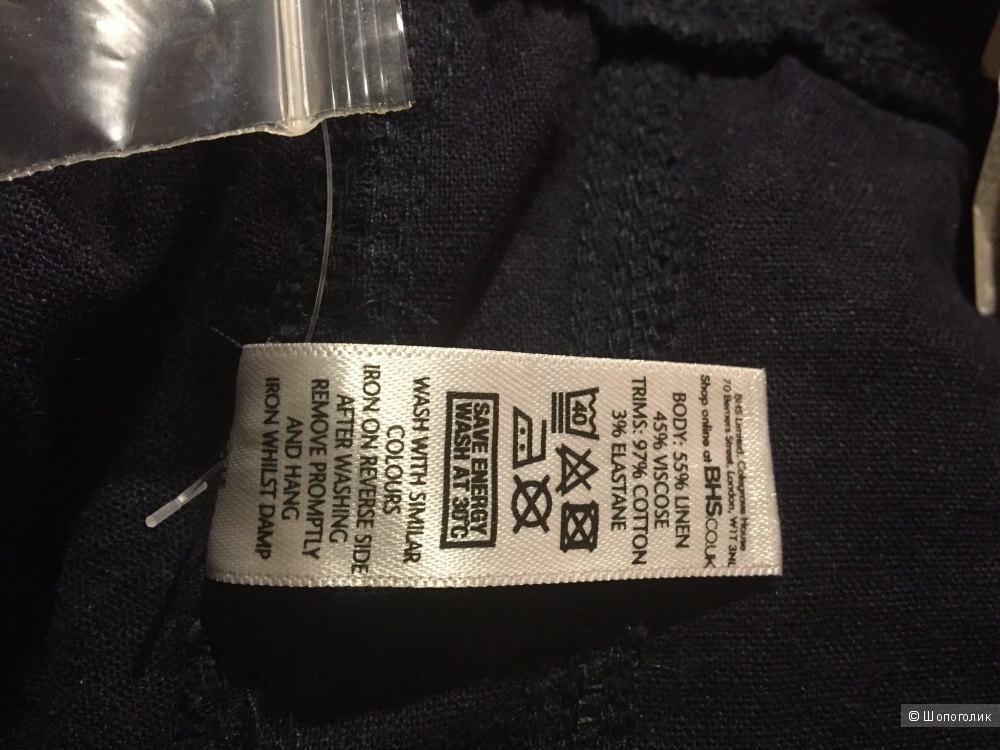 BHS Limited, Colegrave House
70 Berners Street, London, W1T 3NL
Shop online at BHS.CO.UK
BODY: 55% LINEN
45% VISCOSE
TRIMS: 97% COTTON
3% ELASTANE
40
SAVE ENERGY
WASH AT 30°C
WASH WITH SIMILAR
COLOURS
IRON ON REVERSE SIDE
AFTER WASHING
REMOVE PROMPTLY
AND HANG
IRON WHILST DAMP
© Шопоголик